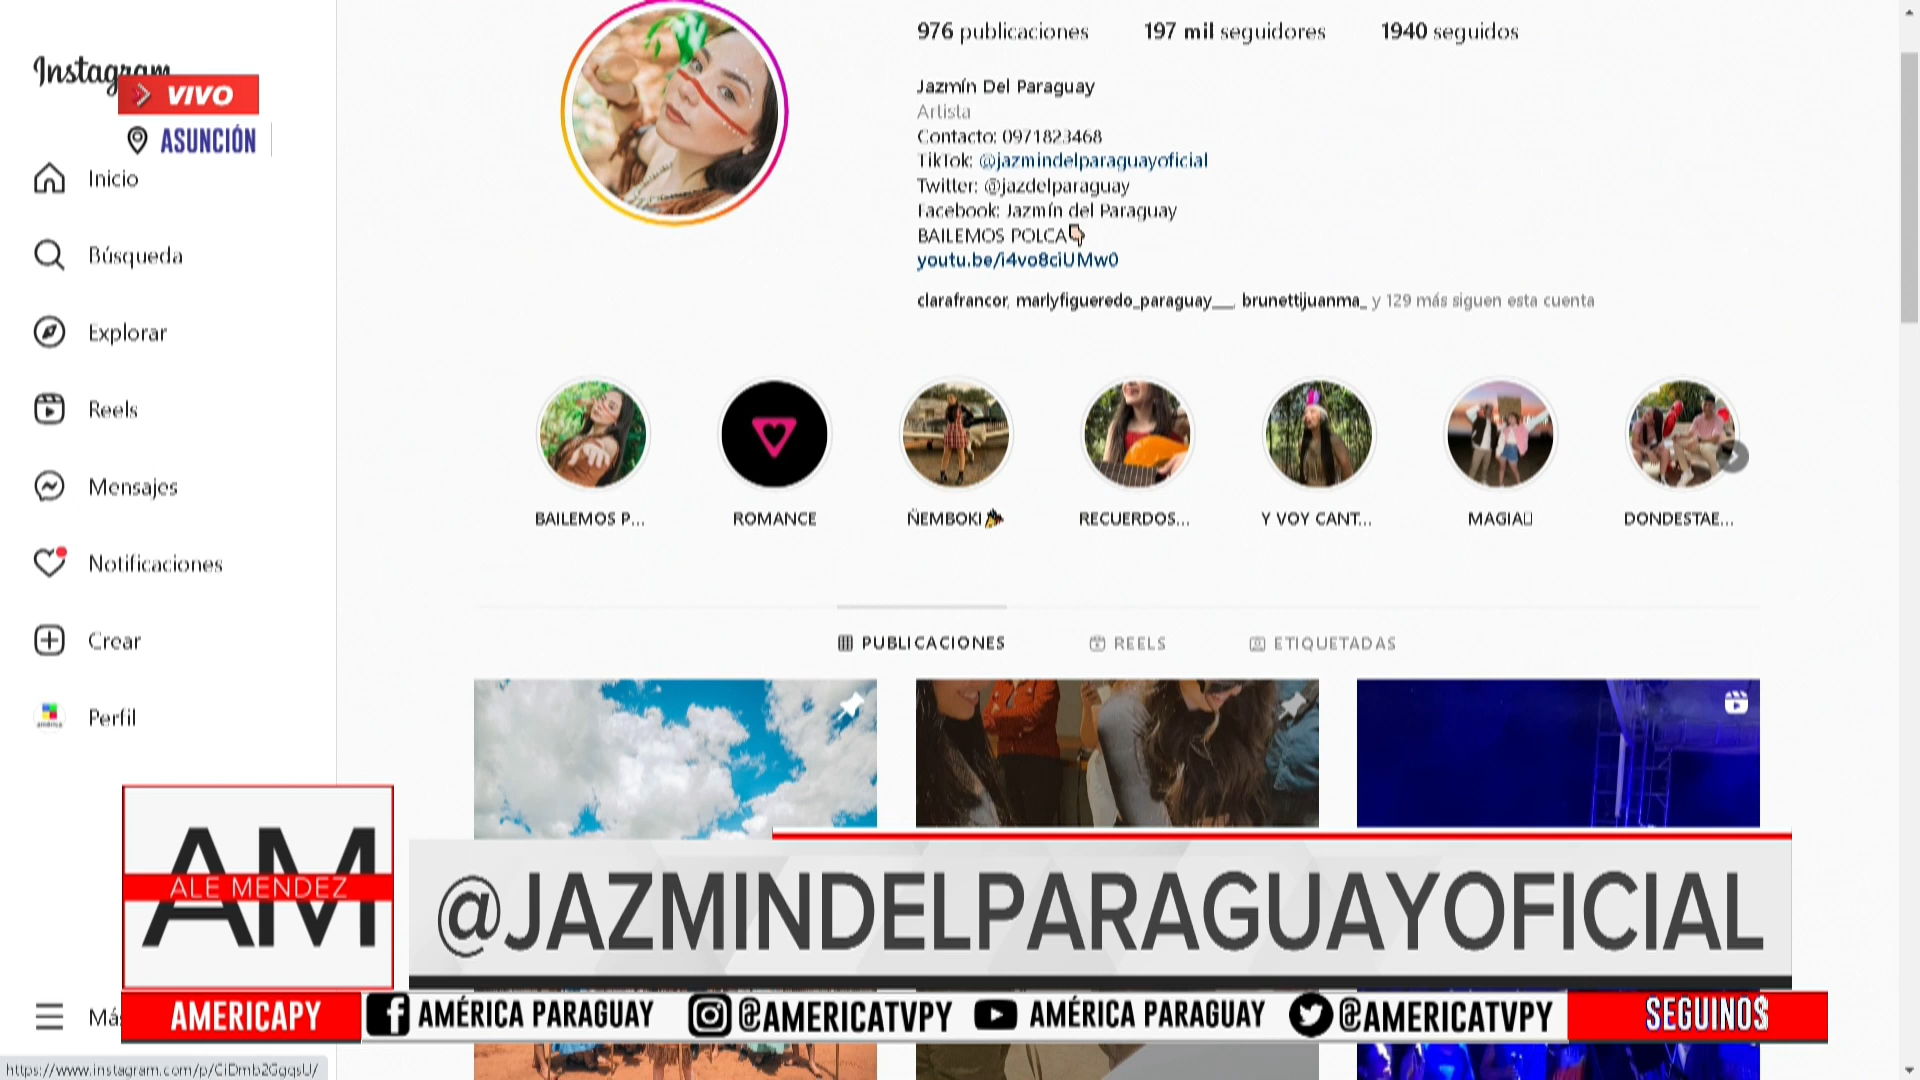 Instagram
VIVO
ASUNCIÓN
Inicio
Búsqueda
Explorar
Reels
Mensajes
Notificaciones
Crear
Perfil
976 publicaciones 197 mil seguidores 1940 seguidos
Jazmín Del Paraguay
Artista
Contacto: 0971823468
TikTok: @jazmindelparaguayoficial
Twitter: @jazdelparaguay
Facebook: Jazmín del Paraguay
BAILEMOS POLCA👇🏻
youtu.be/i4vo8ciUMw0
clarafrancor, marlyfigueredo_paraguay___, brunettijuanma_ y 129 más siguen esta cuenta
BAILEMOS P... ROMANCE ÑEMBOKI RECUERDOS... Y VOY CANT... MAGIA DONDESTAE...
PUBLICACIONES REELS ETIQUETADAS
AM
ALE MENDEZ
@JAZMINDELPARAGUAYOFICIAL
Más
AMERICAPY AMÉRICA PARAGUAY @AMERICATVPY AMÉRICA PARAGUAY @AMERICATVPY SEGUINOS
https://www.instagram.com/p/CiDmb2GgqsU/